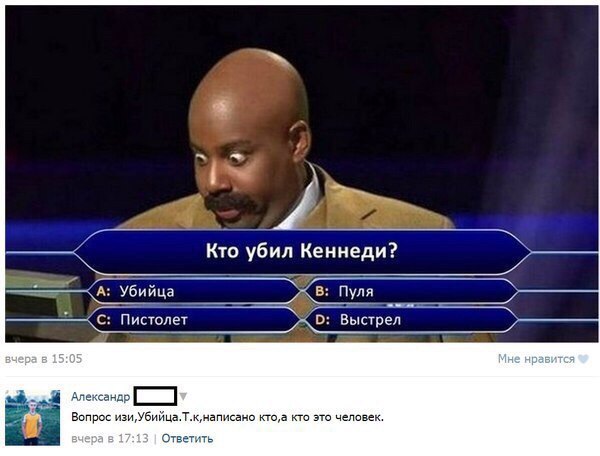 Кто убил Кеннеди?
A: Убийца
B: Пуля
C: Пистолет
D: Выстрел
вчера в 15:05
Мне нравится
Александр
Вопрос изи,Убийца.Т.к,написано кто,а кто это человек.
вчера в 17:13 | Ответить